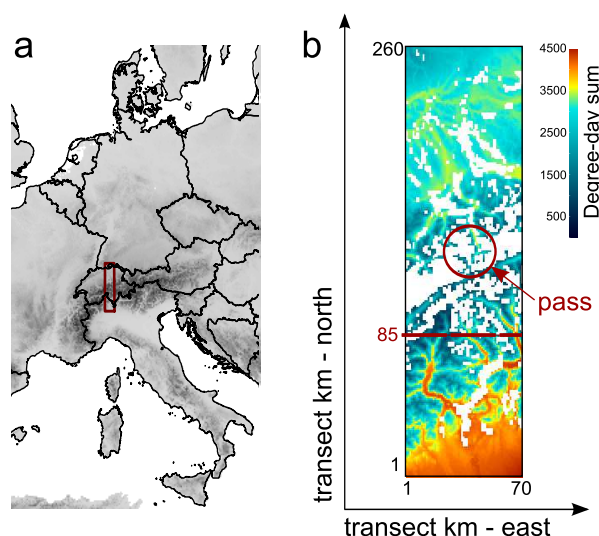 a
b
260
85
1
1
70
transect km - north
transect km - east
pass
4500
3500
2500
1500
500
Degree-day sum